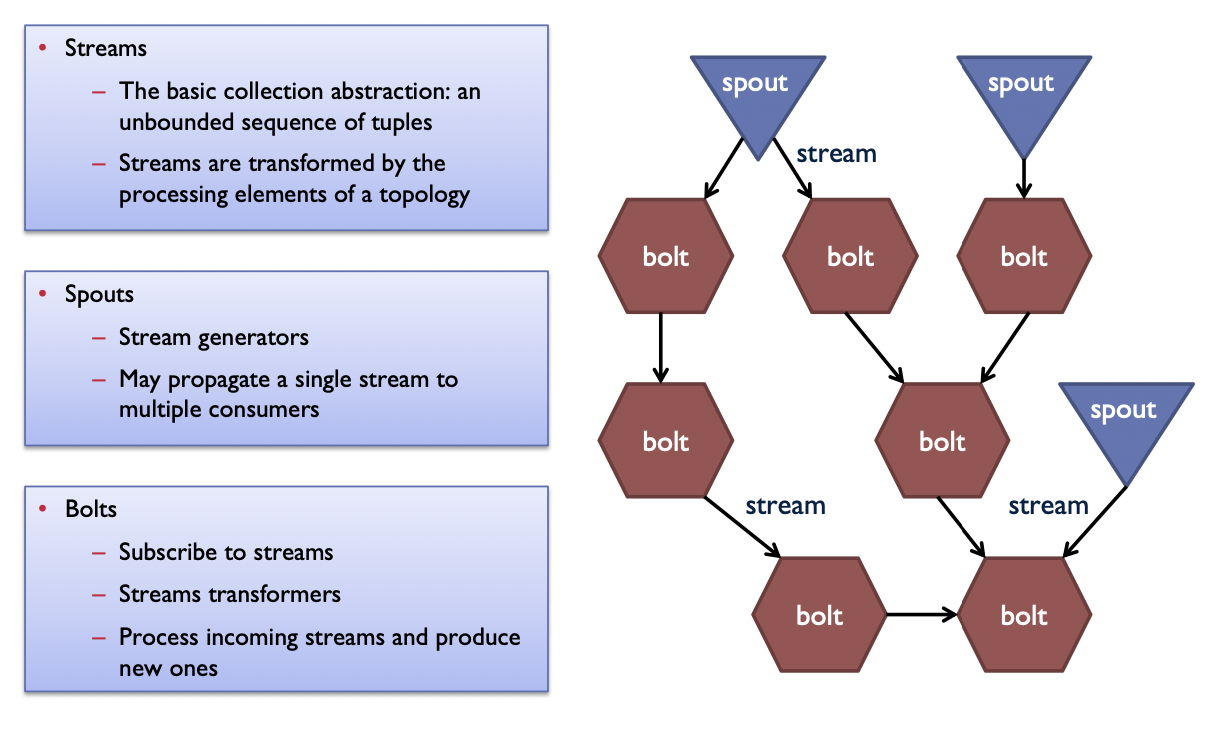 • Streams
– The basic collection abstraction: an
unbounded sequence of tuples
– Streams are transformed by the
processing elements of a topology
• Spouts
– Stream generators
– May propagate a single stream to
multiple consumers
• Bolts
– Subscribe to streams
– Streams transformers
– Process incoming streams and produce
new ones
spout
spout
stream
bolt
bolt
bolt
bolt
bolt
spout
stream
stream
bolt
bolt